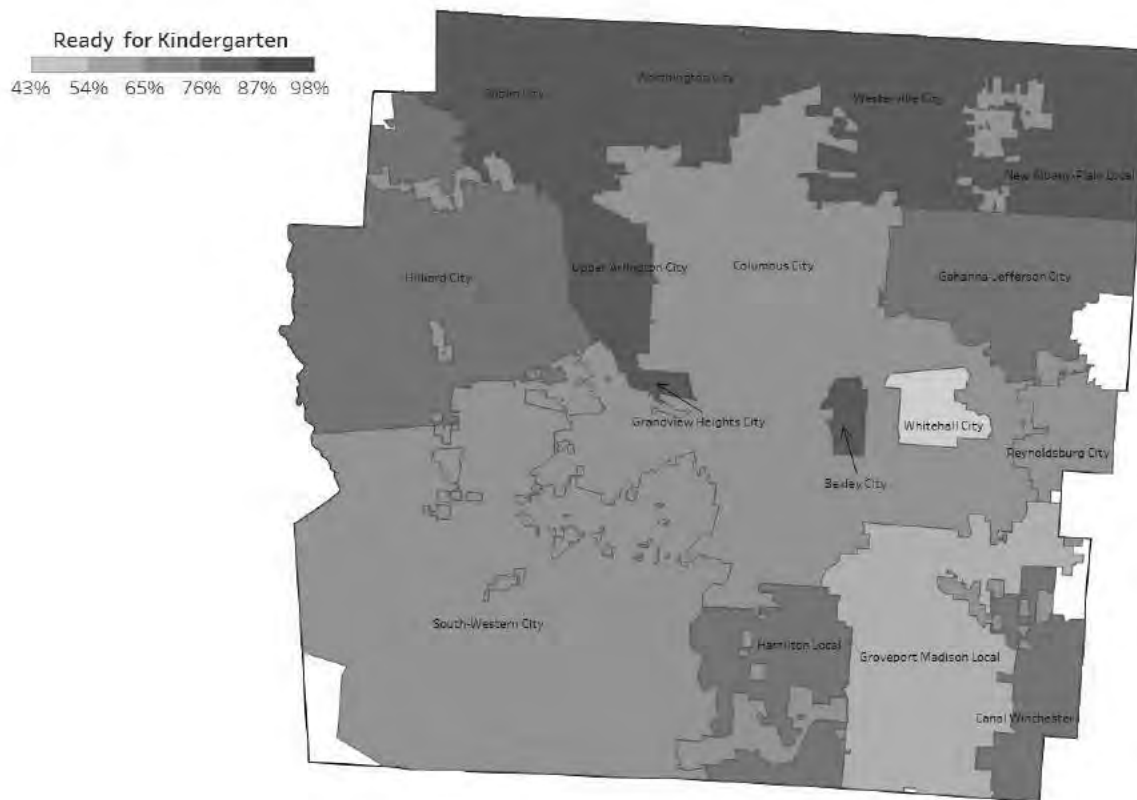 Ready for Kindergarten
43% 54% 65% 76% 87% 98%
Worthington City
Dublin City
Westerville City
New Albany-Plain Local
Upper Arlington City
Columbus City
Hilliard City
Gahanna-Jefferson City
Grandview Heights City
Whitehall City
Reynoldsburg City
Bexley City
South-Western City
Hamilton Local
Groveport Madison Local
Canal Winchester